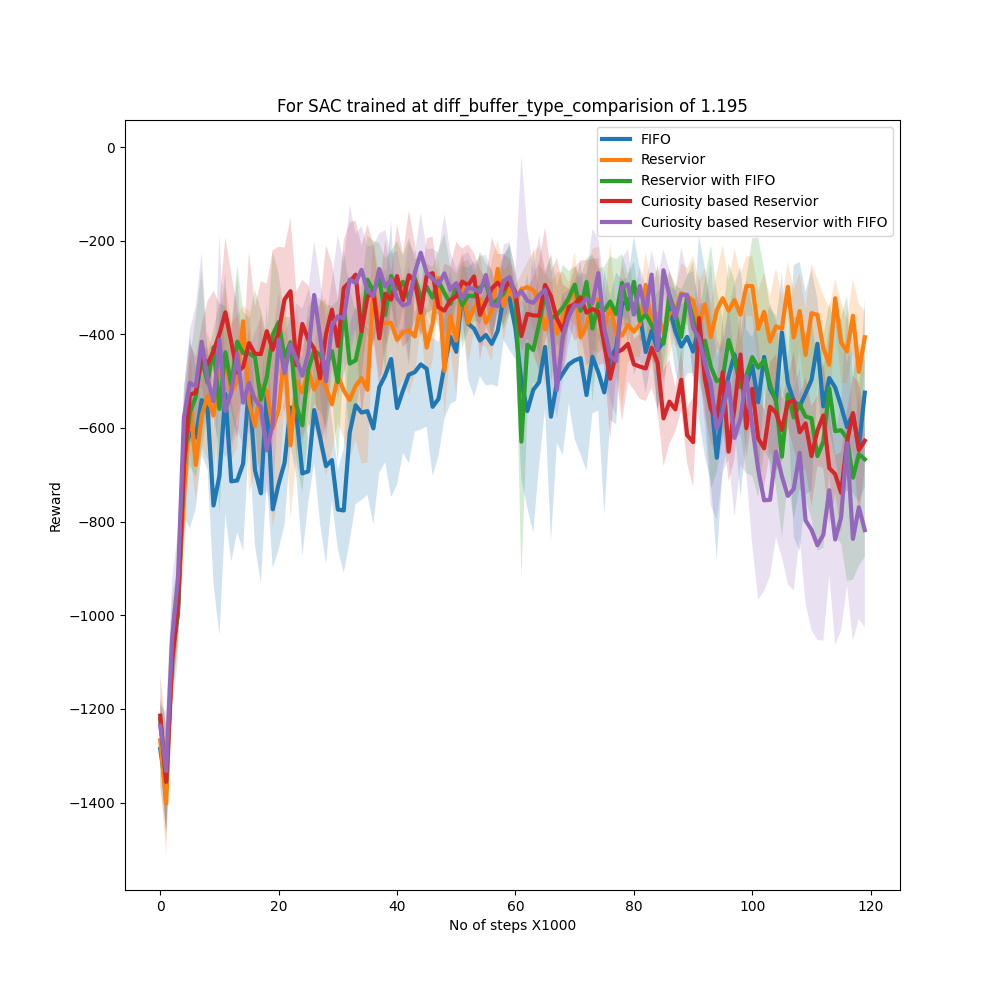 For SAC trained at diff_buffer_type_comparision of 1.195
FIFO
Reservior
Reservior with FIFO
Curiosity based Reservior
Curiosity based Reservior with FIFO
Reward
0
−200
−400
−600
−800
−1000
−1200
−1400
0 20 40 60 80 100 120
No of steps X1000